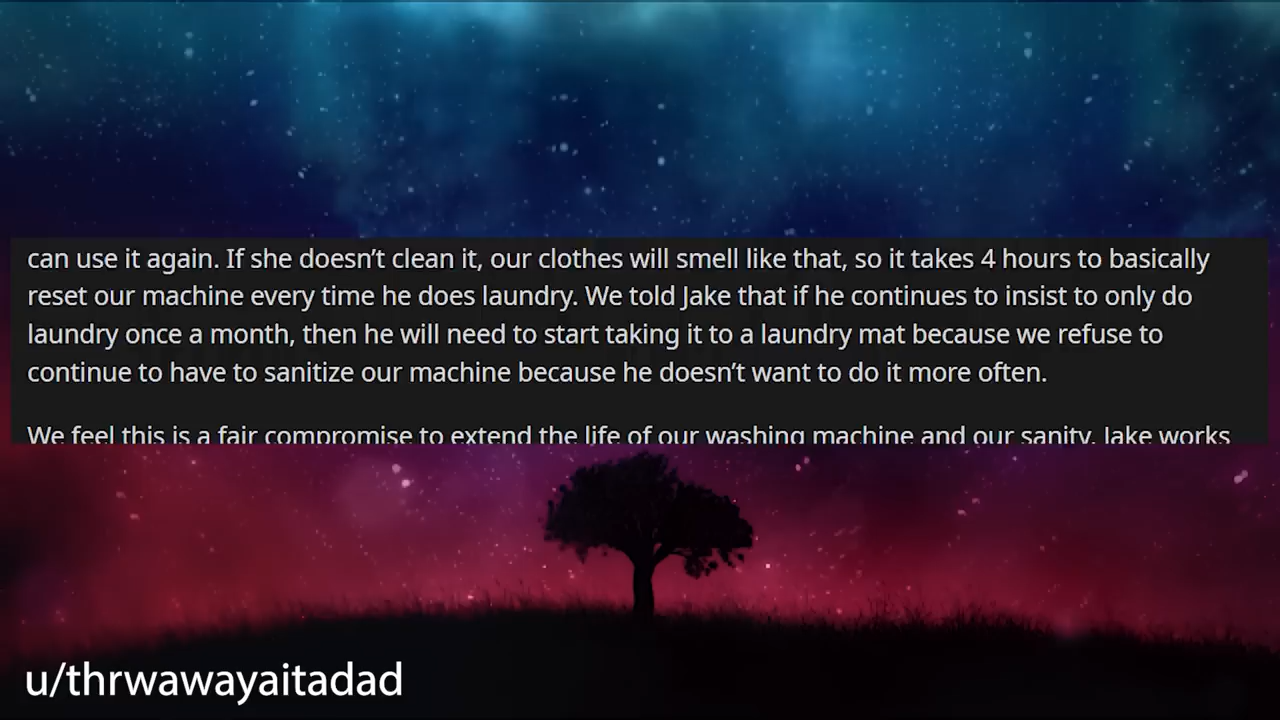 can use it again. If she doesn’t clean it, our clothes will smell like that, so it takes 4 hours to basically
reset our machine every time he does laundry. We told Jake that if he continues to insist to only do
laundry once a month, then he will need to start taking it to a laundry mat because we refuse to
continue to have to sanitize our machine because he doesn’t want to do it more often.
We feel this is a fair compromise to extend the life of our washing machine and our sanity. Jake works
u/thrwawayaitadad